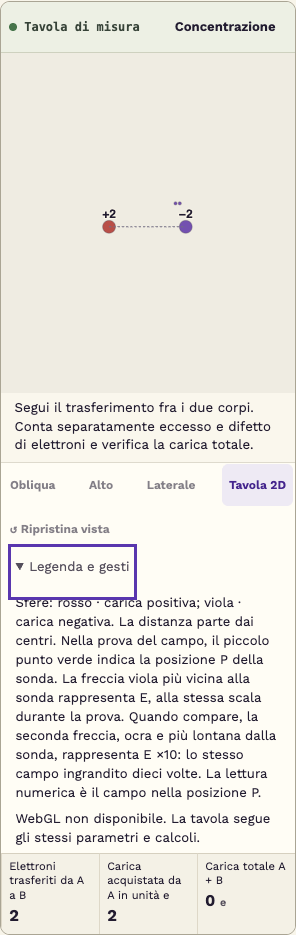 Tavola di misura
Concentrazione
+2
−2
Segui il trasferimento fra i due corpi.
Conta separatamente eccesso e difetto
di elettroni e verifica la carica totale.
Obliqua
Alto
Laterale
Tavola 2D
↺ Ripristina vista
▼ Legenda e gesti
Sfere: rosso · carica positiva; viola ·
carica negativa. La distanza parte dai
centri. Nella prova del campo, il piccolo
punto verde indica la posizione P della
sonda. La freccia viola più vicina alla
sonda rappresenta E, alla stessa scala
durante la prova. Quando compare, la
seconda freccia, ocra e più lontana dalla
sonda, rappresenta E ×10: lo stesso
campo ingrandito dieci volte. La lettura
numerica è il campo nella posizione P.
WebGL non disponibile. La tavola segue
gli stessi parametri e calcoli.
Elettroni
trasferiti da A
a B
2
Carica
acquistata da
A in unità e
2
Carica totale A
+ B
0 e